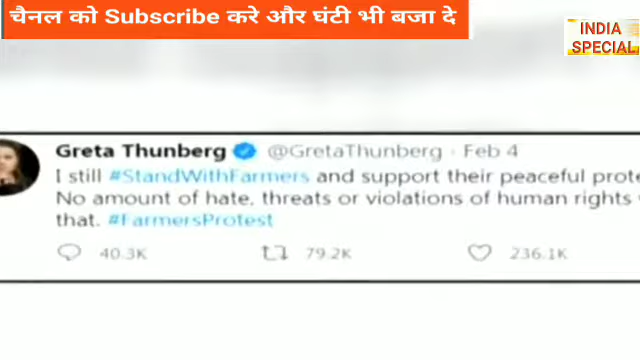 चैनल को Subscribe करे और घंटी भी बजा दे
INDIA
SPECIAL
Greta Thunberg @GretaThunberg · Feb 4
I still #StandWithFarmers and support their peaceful
No amount of hate, threats or violations of human rights
that. #FarmersProtest
40.3K 79.2K 236.1K